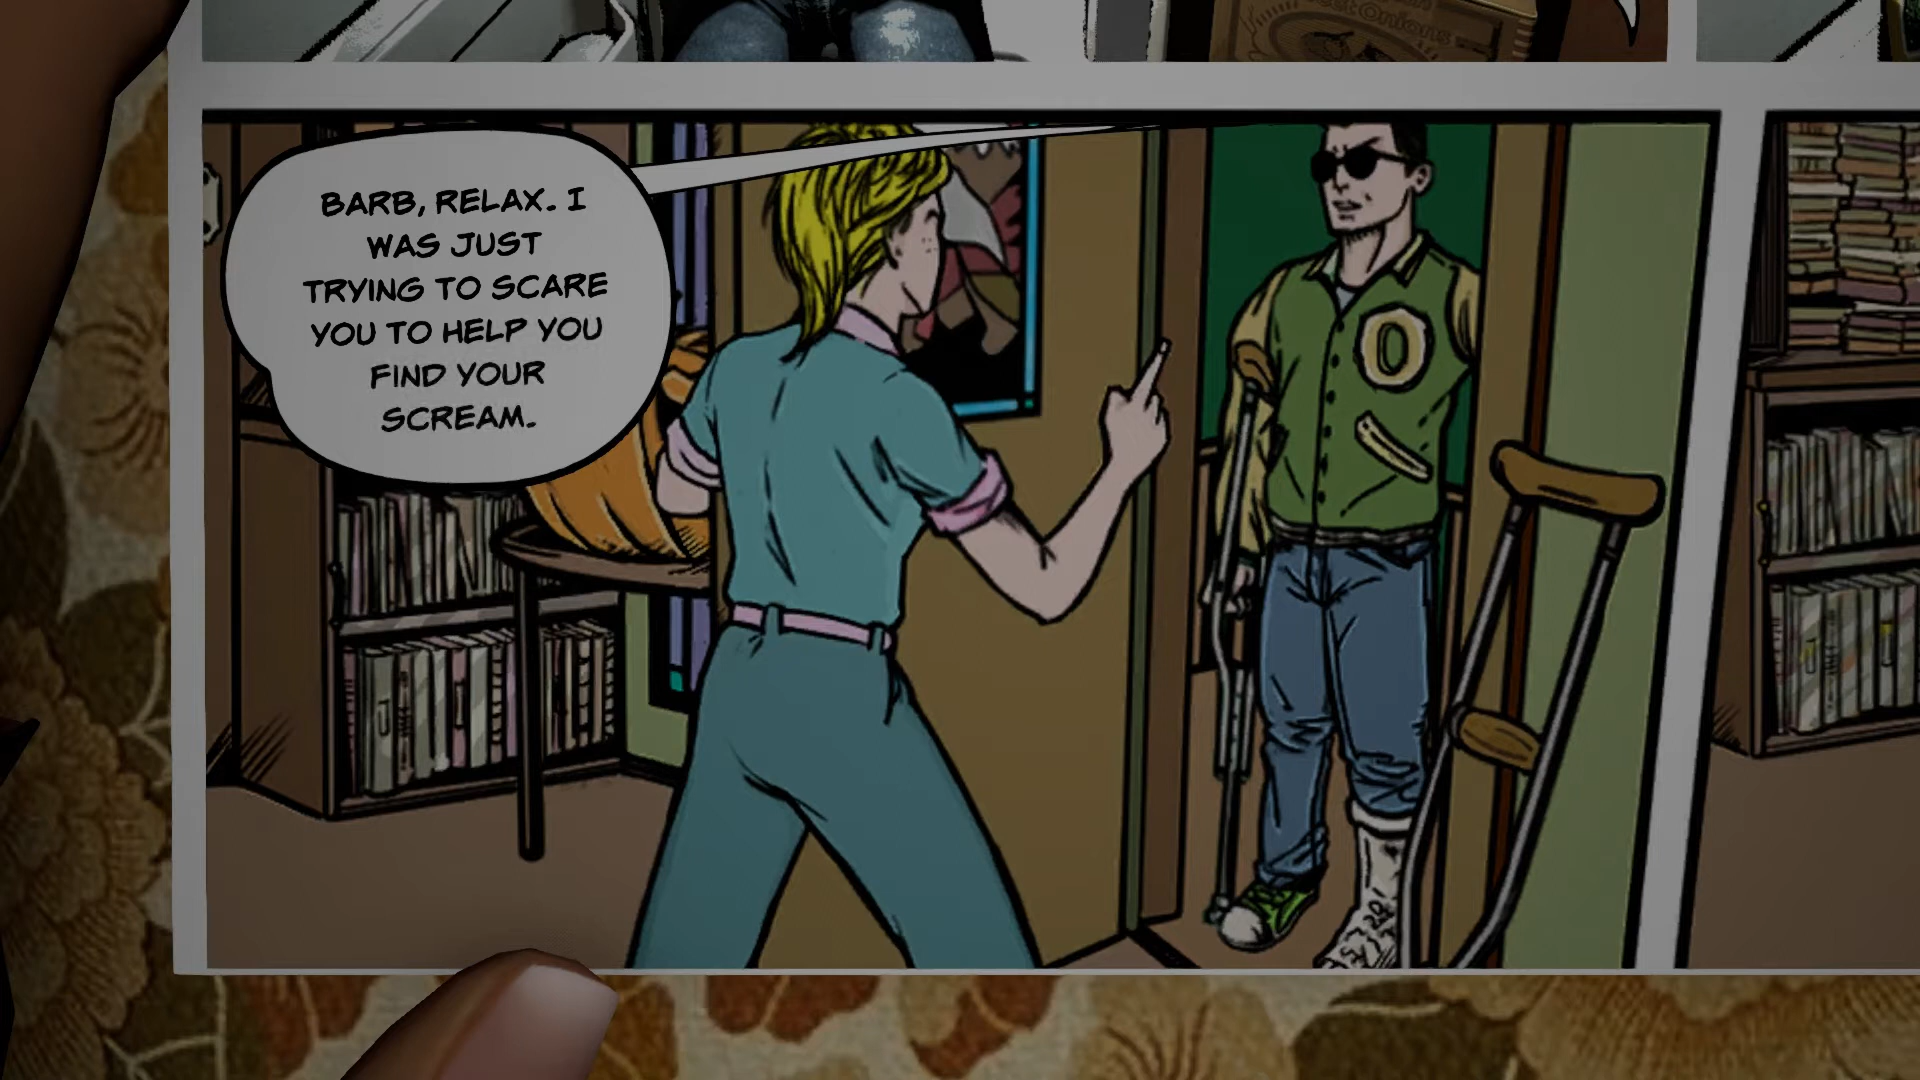 BARB, RELAX. I
WAS JUST
TRYING TO SCARE
YOU TO HELP YOU
FIND YOUR
SCREAM.
O